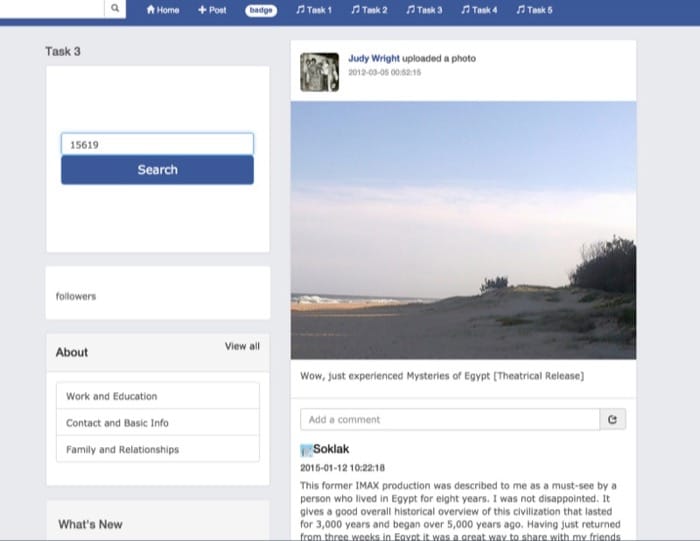 Home
Post
badge
Task 1
Task 2
Task 3
Task 4
Task 5
Task 3
15619
Search
followers
About
View all
Work and Education
Contact and Basic Info
Family and Relationships
What's New
Judy Wright uploaded a photo
2012-03-05 00:52:15
Wow, just experienced Mysteries of Egypt [Theatrical Release]
Add a comment
Soklak
2015-01-12 10:22:18
This former IMAX production was described to me as a must-see by a
person who lived in Egypt for eight years. I was not disappointed. It
gives a good overall historical overview of this civilization that lasted
for 3,000 years and began over 5,000 years ago. Having just returned
from three weeks in Egypt it was a great way to share with my friends